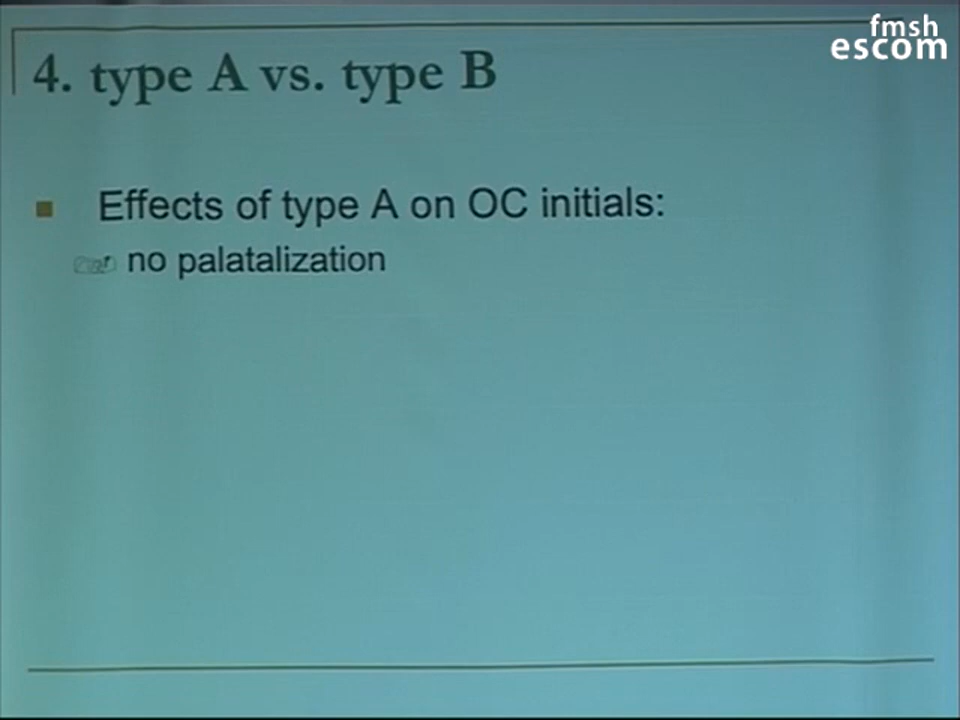 fmsh
escom
4. type A vs. type B
Effects of type A on OC initials:
no palatalization